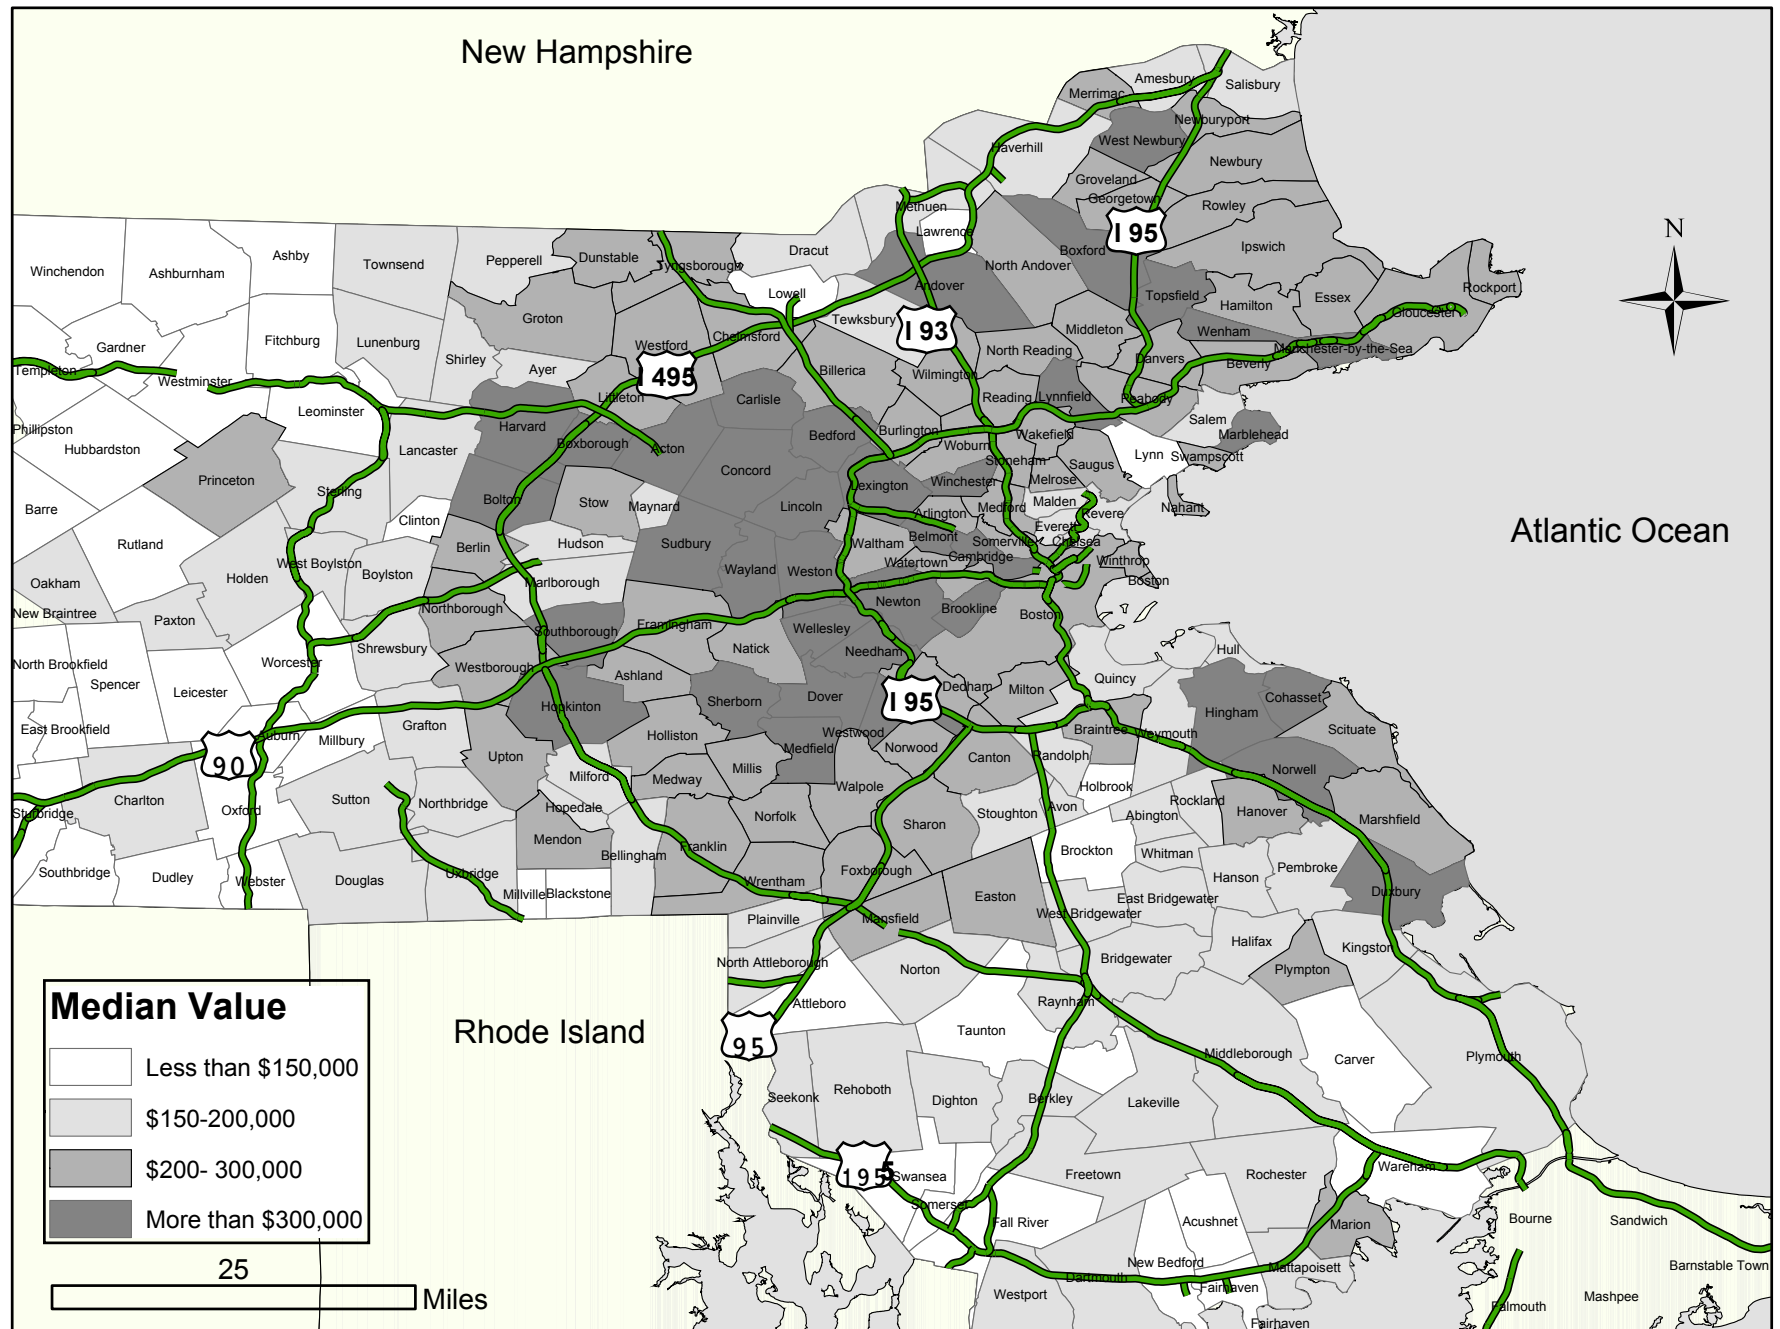 New Hampshire
Amesbury
Salisbury
Merrimac
Newburyport
West Newbury
Haverhill
Newbury
Groveland
Georgetown
Rowley
Methuen
Lawrence
I 95
N
Ashby
Winchendon
Ashburnham
Townsend
Pepperell
Dunstable
Tyngsborough
Dracut
North Andover
Boxford
Ipswich
Lowell
Andover
Topsfield
Hamilton
Essex
Rockport
Gloucester
Groton
Tewksbury
I 93
Middleton
Wenham
Fitchburg
Lunenburg
Chelmsford
Westford
Gardner
Shirley
Ayer
North Reading
Danvers
Manchester-by-the-Sea
Beverly
Templeton
Westminster
I 495
Billerica
Wilmington
Littleton
Carlisle
Reading
Lynnfield
Peabody
Leominster
Phillipston
Hubbardston
Harvard
Boxborough
Acton
Bedford
Burlington
Woburn
Wakefield
Salem
Marblehead
Lancaster
Concord
Stoneham
Saugus
Lynn
Swampscott
Princeton
Sterling
Bolton
Stow
Maynard
Lincoln
Lexington
Winchester
Melrose
Barre
Clinton
Arlington
Medford
Malden
Revere
Nahant
Atlantic Ocean
Rutland
Berlin
Hudson
Sudbury
Waltham
Belmont
Somerville
Everett
Chelsea
West Boylston
Boylston
Holden
Oakham
Marlborough
Wayland
Weston
Watertown
Cambridge
Winthrop
Boston
New Braintree
Paxton
Northborough
Newton
Brookline
Boston
Southborough
Framingham
Wellesley
Shrewsbury
Natick
Needham
Hull
North Brookfield
Spencer
Worcester
Leicester
Westborough
Ashland
Quincy
Dedham
Milton
I 95
Sherborn
Dover
Cohasset
Hingham
East Brookfield
Auburn
Millbury
Grafton
Hopkinton
Holliston
Westwood
Medfield
Norwood
Braintree
Weymouth
Scituate
90
Upton
Milford
Medway
Millis
Canton
Randolph
Norwell
Walpole
Holbrook
Charlton
Sutton
Northbridge
Hopedale
Sturbridge
Oxford
Norfolk
Sharon
Stoughton
Avon
Rockland
Abington
Hanover
Marshfield
Mendon
Bellingham
Franklin
Brockton
Whitman
Southbridge
Dudley
Webster
Douglas
Uxbridge
Millville
Blackstone
Wrentham
Foxborough
Hanson
Pembroke
Duxbury
Easton
East Bridgewater
West Bridgewater
Plainville
Mansfield
Halifax
Kingston
North Attleborough
Norton
Bridgewater
Plympton
Median Value
Less than $150,000
$150-200,000
$200- 300,000
More than $300,000
25
Miles
Rhode Island
Attleboro
95
Raynham
Taunton
Middleborough
Carver
Plymouth
Seekonk
Rehoboth
Dighton
Berkley
Lakeville
195
5
Swansea
Freetown
Rochester
Wareham
Somerset
Fall River
Acushnet
Marion
Bourne
Sandwich
New Bedford
Mattapoisett
Barnstable Town
Dartmouth
Fairhaven
Westport
Mashpee
Falmouth
Fairhaven